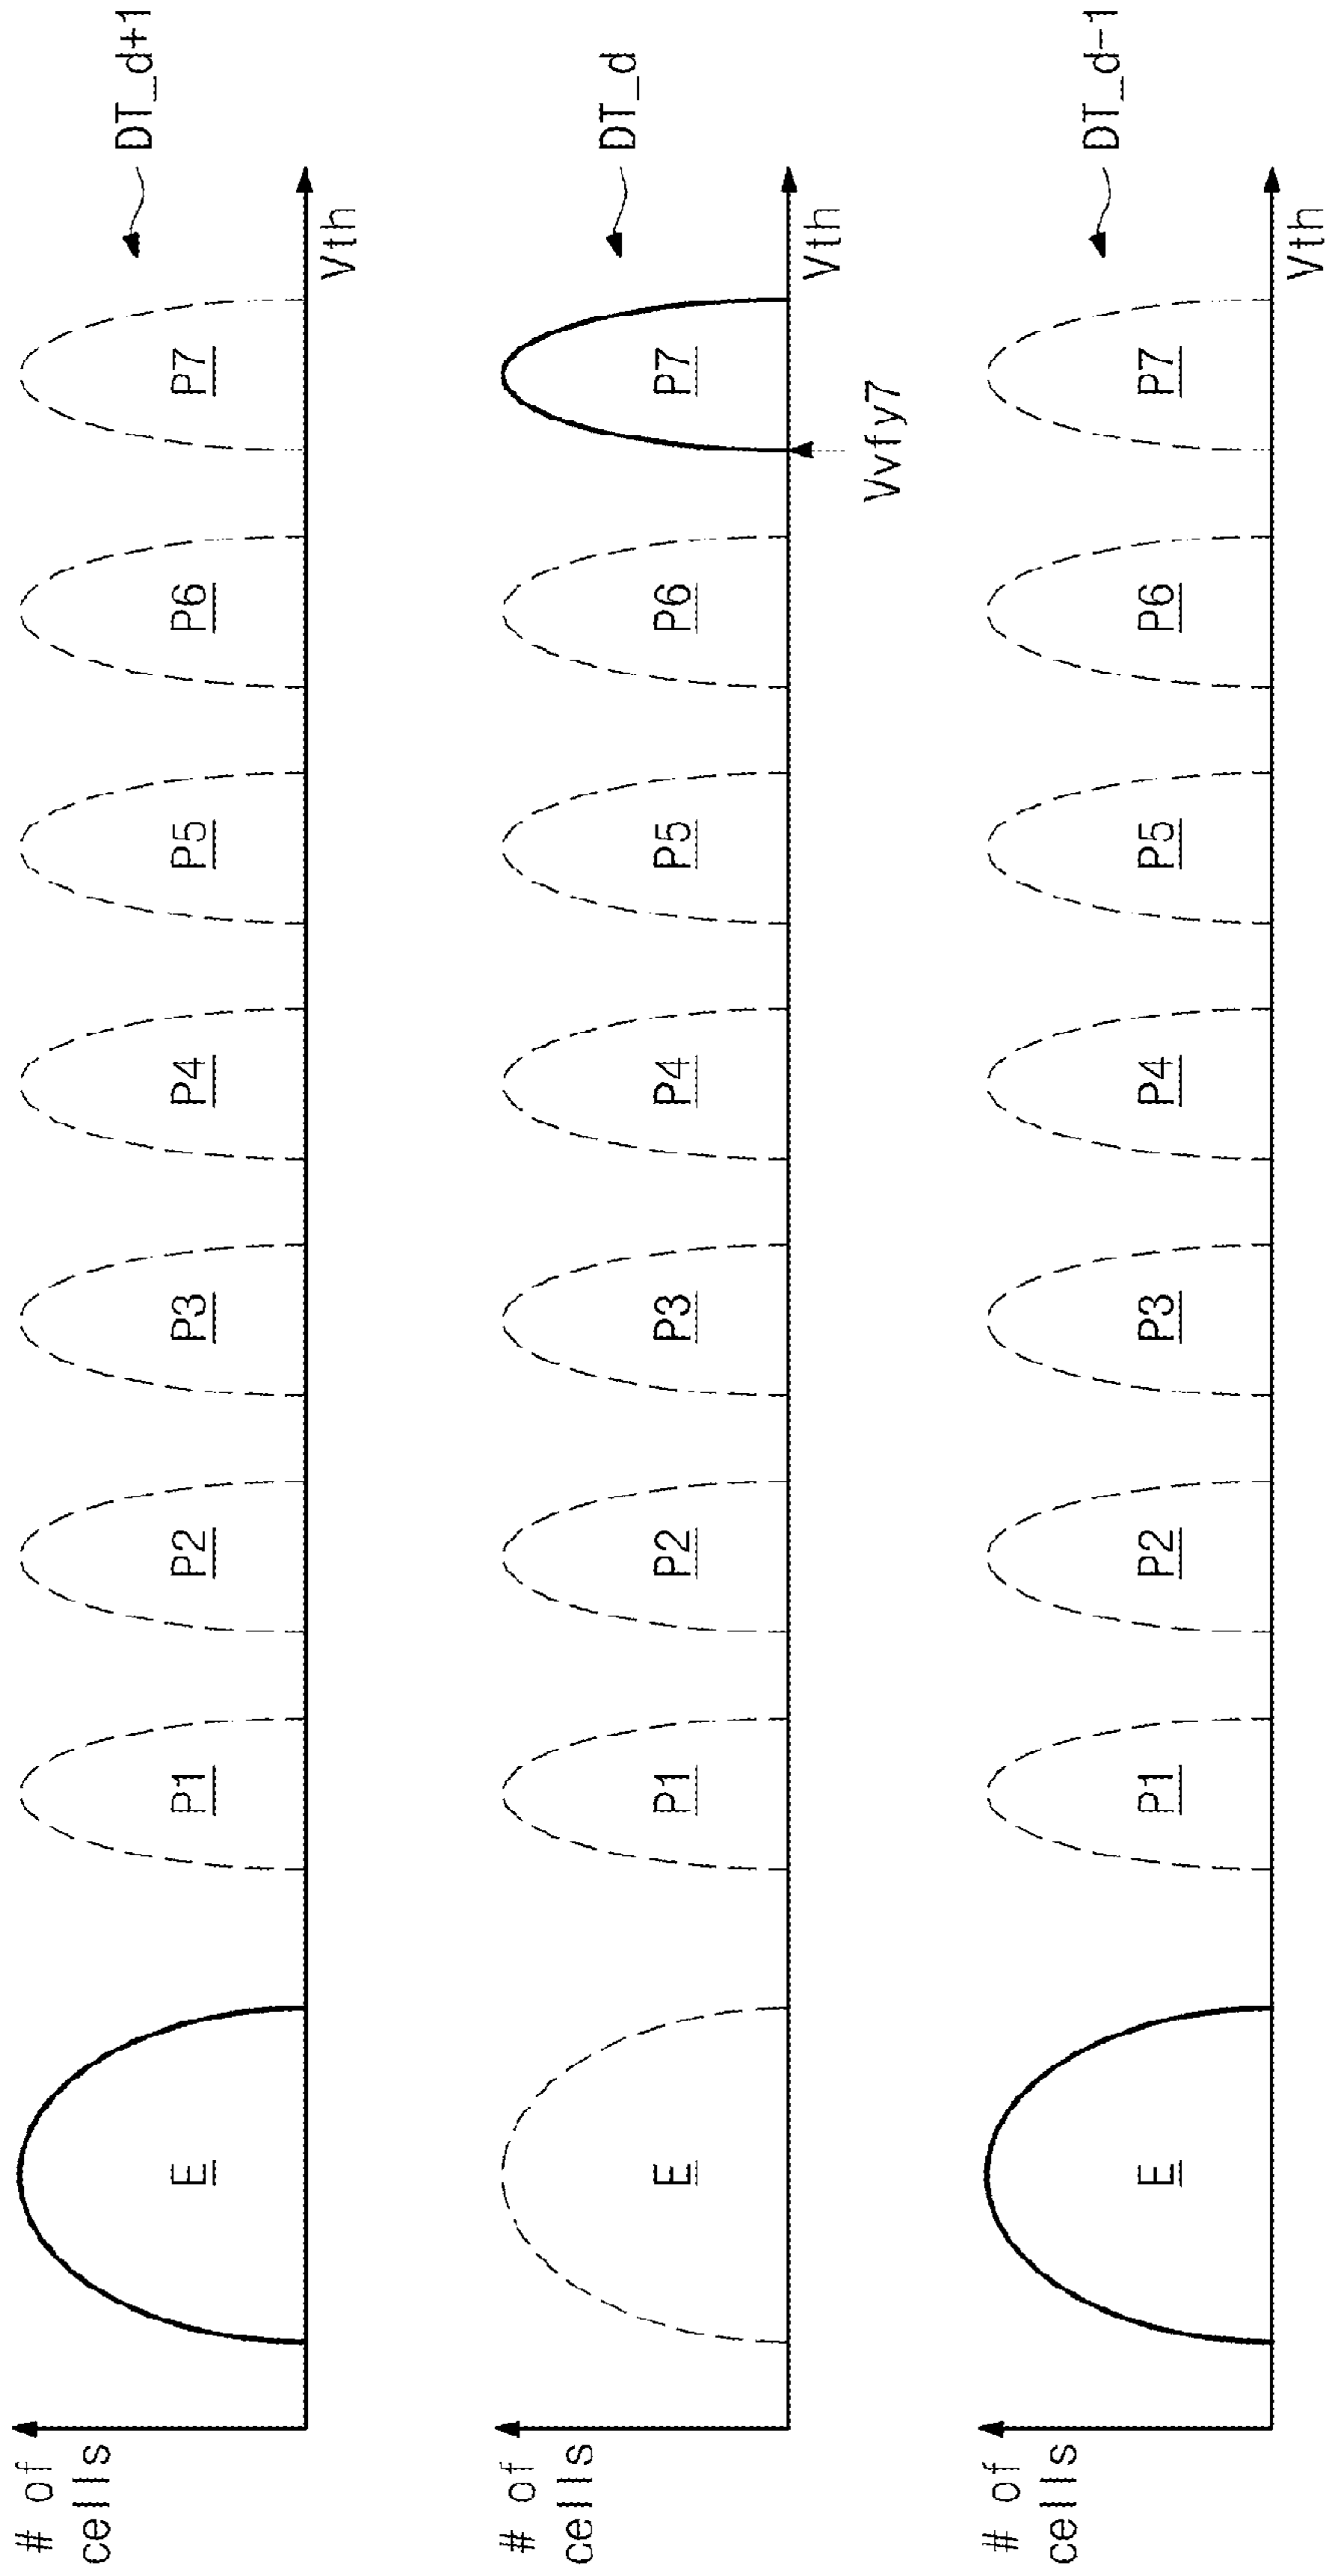 # of
cells
E
P1
P2
P3
P4
P5
P6
P7
Vth
DT_d+1
# of
cells
E
P1
P2
P3
P4
P5
P6
P7
Vvfy7
Vth
DT_d
# of
cells
E
P1
P2
P3
P4
P5
P6
P7
Vth
DT_d-1